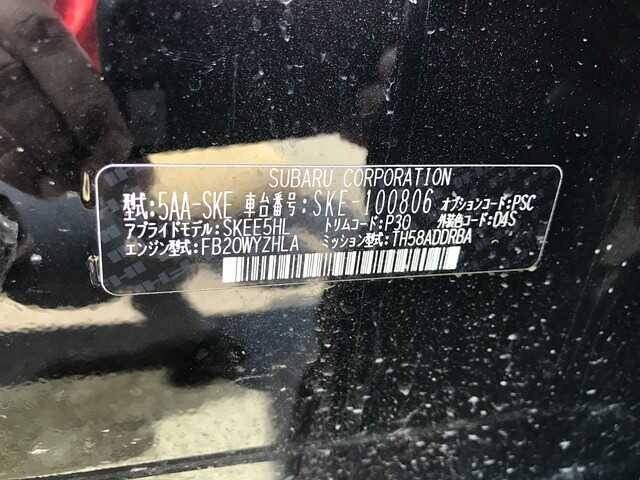 SUBARU CORPORATION
型式:5AA-SKE 車台番号:SKE-100806 オプションコード:PSC
アプライドモデル:SKEE5HL トリムコード:P30 外装色コード:D4S
エンジン型式:FB20WYZHLA ミッション型式:TH58ADDRBA